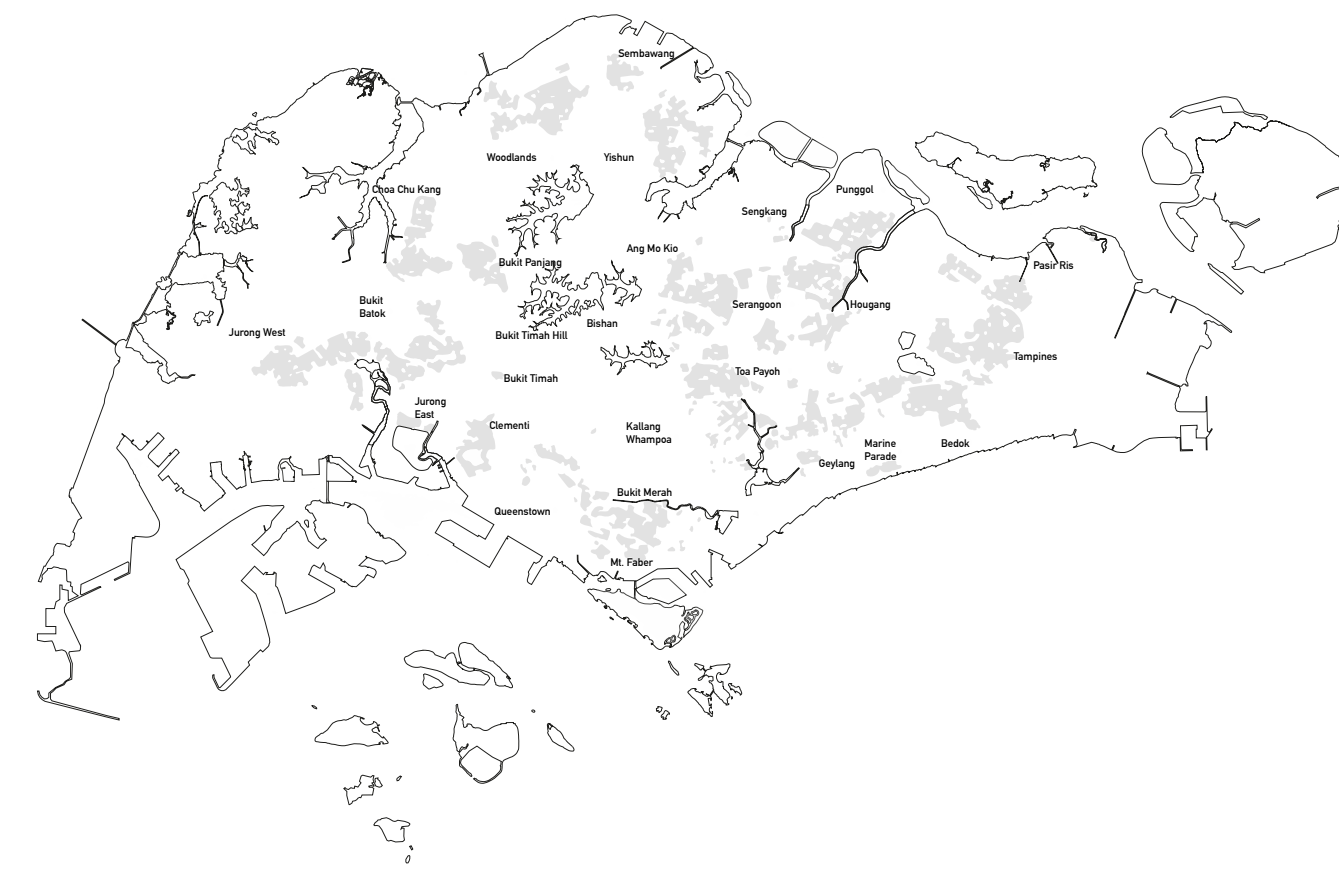 Sembawang
Woodlands
Yishun
Choa Chu Kang
Punggol
Sengkang
Ang Mo Kio
Bukit Panjang
Pasir Ris
Bukit
Batok
Serangoon
Hougang
Bishan
Jurong West
Bukit Timah Hill
Tampines
Toa Payoh
Bukit Timah
Jurong
East
Clementi
Kallang
Whampoa
Marine
Parade
Bedok
Geylang
Bukit Merah
Queenstown
Mt. Faber